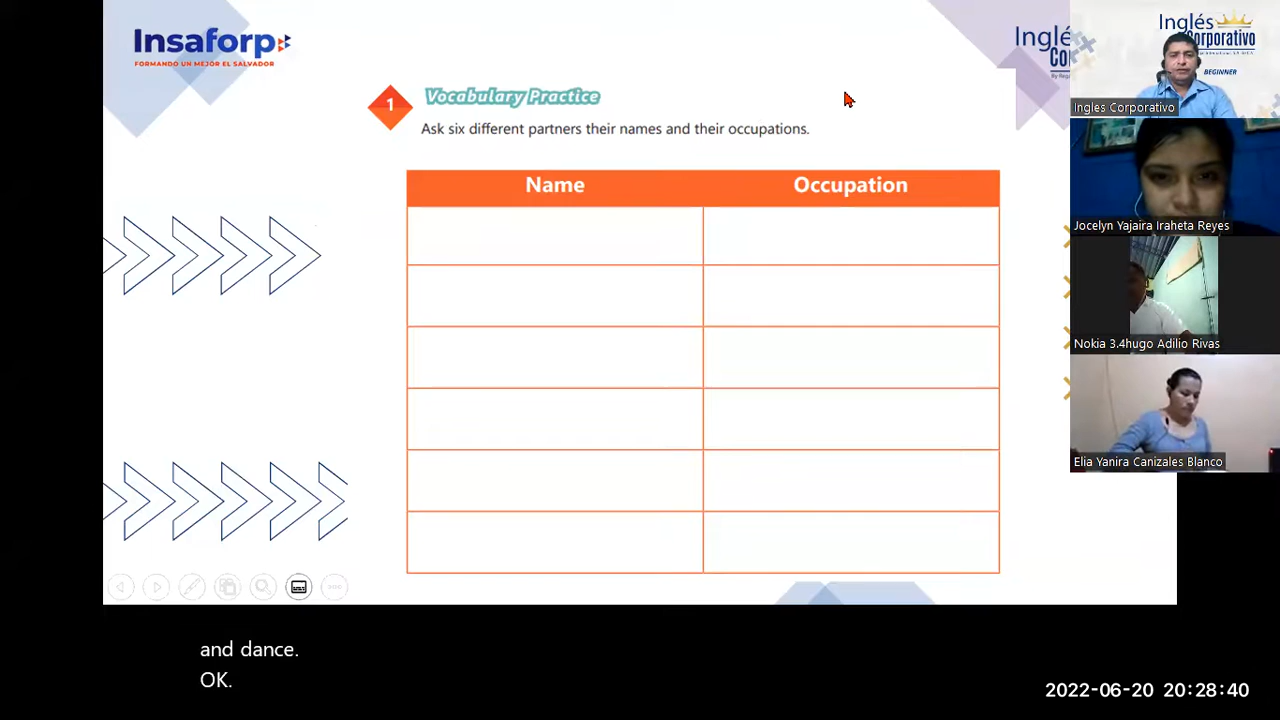 Insaforp
FORMANDO UN MEJOR EL SALVADOR
1
Vocabulary Practice
Ask six different partners their names and their occupations.
Name
Occupation
Inglés
Corporativo
BEGINNER
Ingles Corporativo
Jocelyn Yajaira Iraheta Reyes
Nokia 3.4hugo Adilio Rivas
Elia Yanira Canizales Blanco
and dance.
OK.
2022-06-20 20:28:40